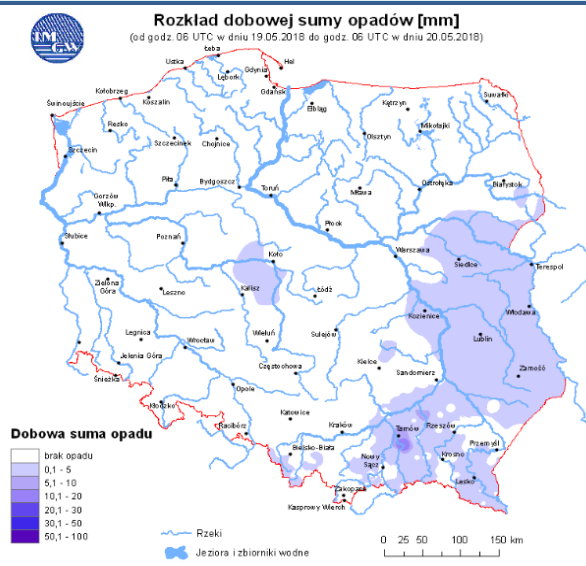 IM
GW
Rozkład dobowej sumy opadów [mm]
(od godz. 06 UTC w dniu 19.05.2018 do godz. 06 UTC w dniu 20.05.2018)
Łeba
Ustka
Hel
Gdynia
Lębork
Gdańsk
Kołobrzeg
Koszalin
Świnoujście
Elbląg
Kętrzyn
Suwałki
Resko
Szczecinek
Chojnice
Olsztyn
Mikołajki
Szczecin
Piła
Bydgoszcz
Toruń
Mława
Ostrołęka
Białystok
Gorzów
Wlkp.
Płock
Słubice
Poznań
Koło
Warszawa
Siedlce
Terespol
Zielona
Góra
Leszno
Kalisz
Łódź
Kozienice
Włodawa
Legnica
Wrocław
Wieluń
Sulejów
Lublin
Jelenia Góra
Śnieżka
Częstochowa
Kielce
Sandomierz
Zamość
Opole
Kłodzko
Katowice
Racibórz
Kraków
Tarnów
Rzeszów
Przemyśl
Bielsko-Biała
Nowy
Sącz
Krosno
Lesko
Zakopane
Kasprowy Wierch
Dobowa suma opadu
brak opadu
0,1 - 5
5,1 - 10
10,1 - 20
20,1 - 30
30,1 - 50
50,1 - 100
Rzeki
Jeziora i zbiorniki wodne
0 25 50 100 150 km